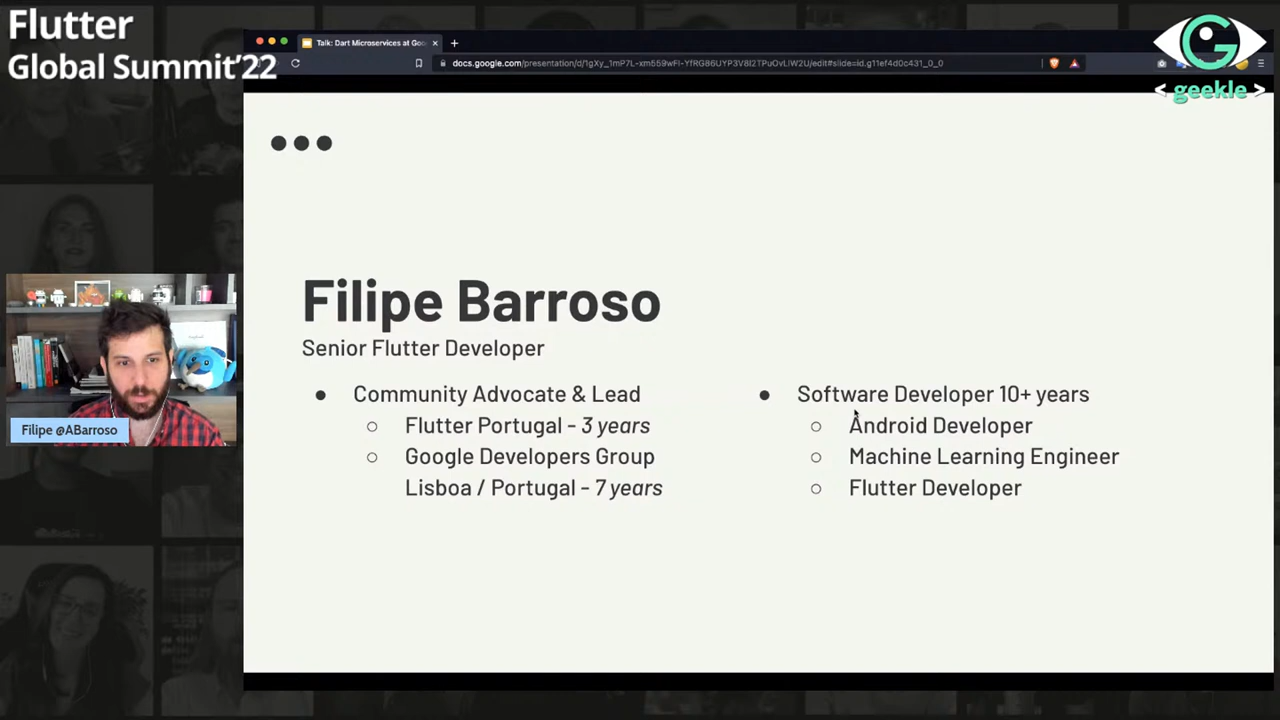 Flutter
Global Summit'22
Talk: Dart Microservices at Goo
geekle
Filipe Barroso
Senior Flutter Developer
Community Advocate & Lead
Flutter Portugal - 3 years
Google Developers Group
Lisboa / Portugal - 7 years
Software Developer 10+ years
Android Developer
Machine Learning Engineer
Flutter Developer
Filipe @ABarroso